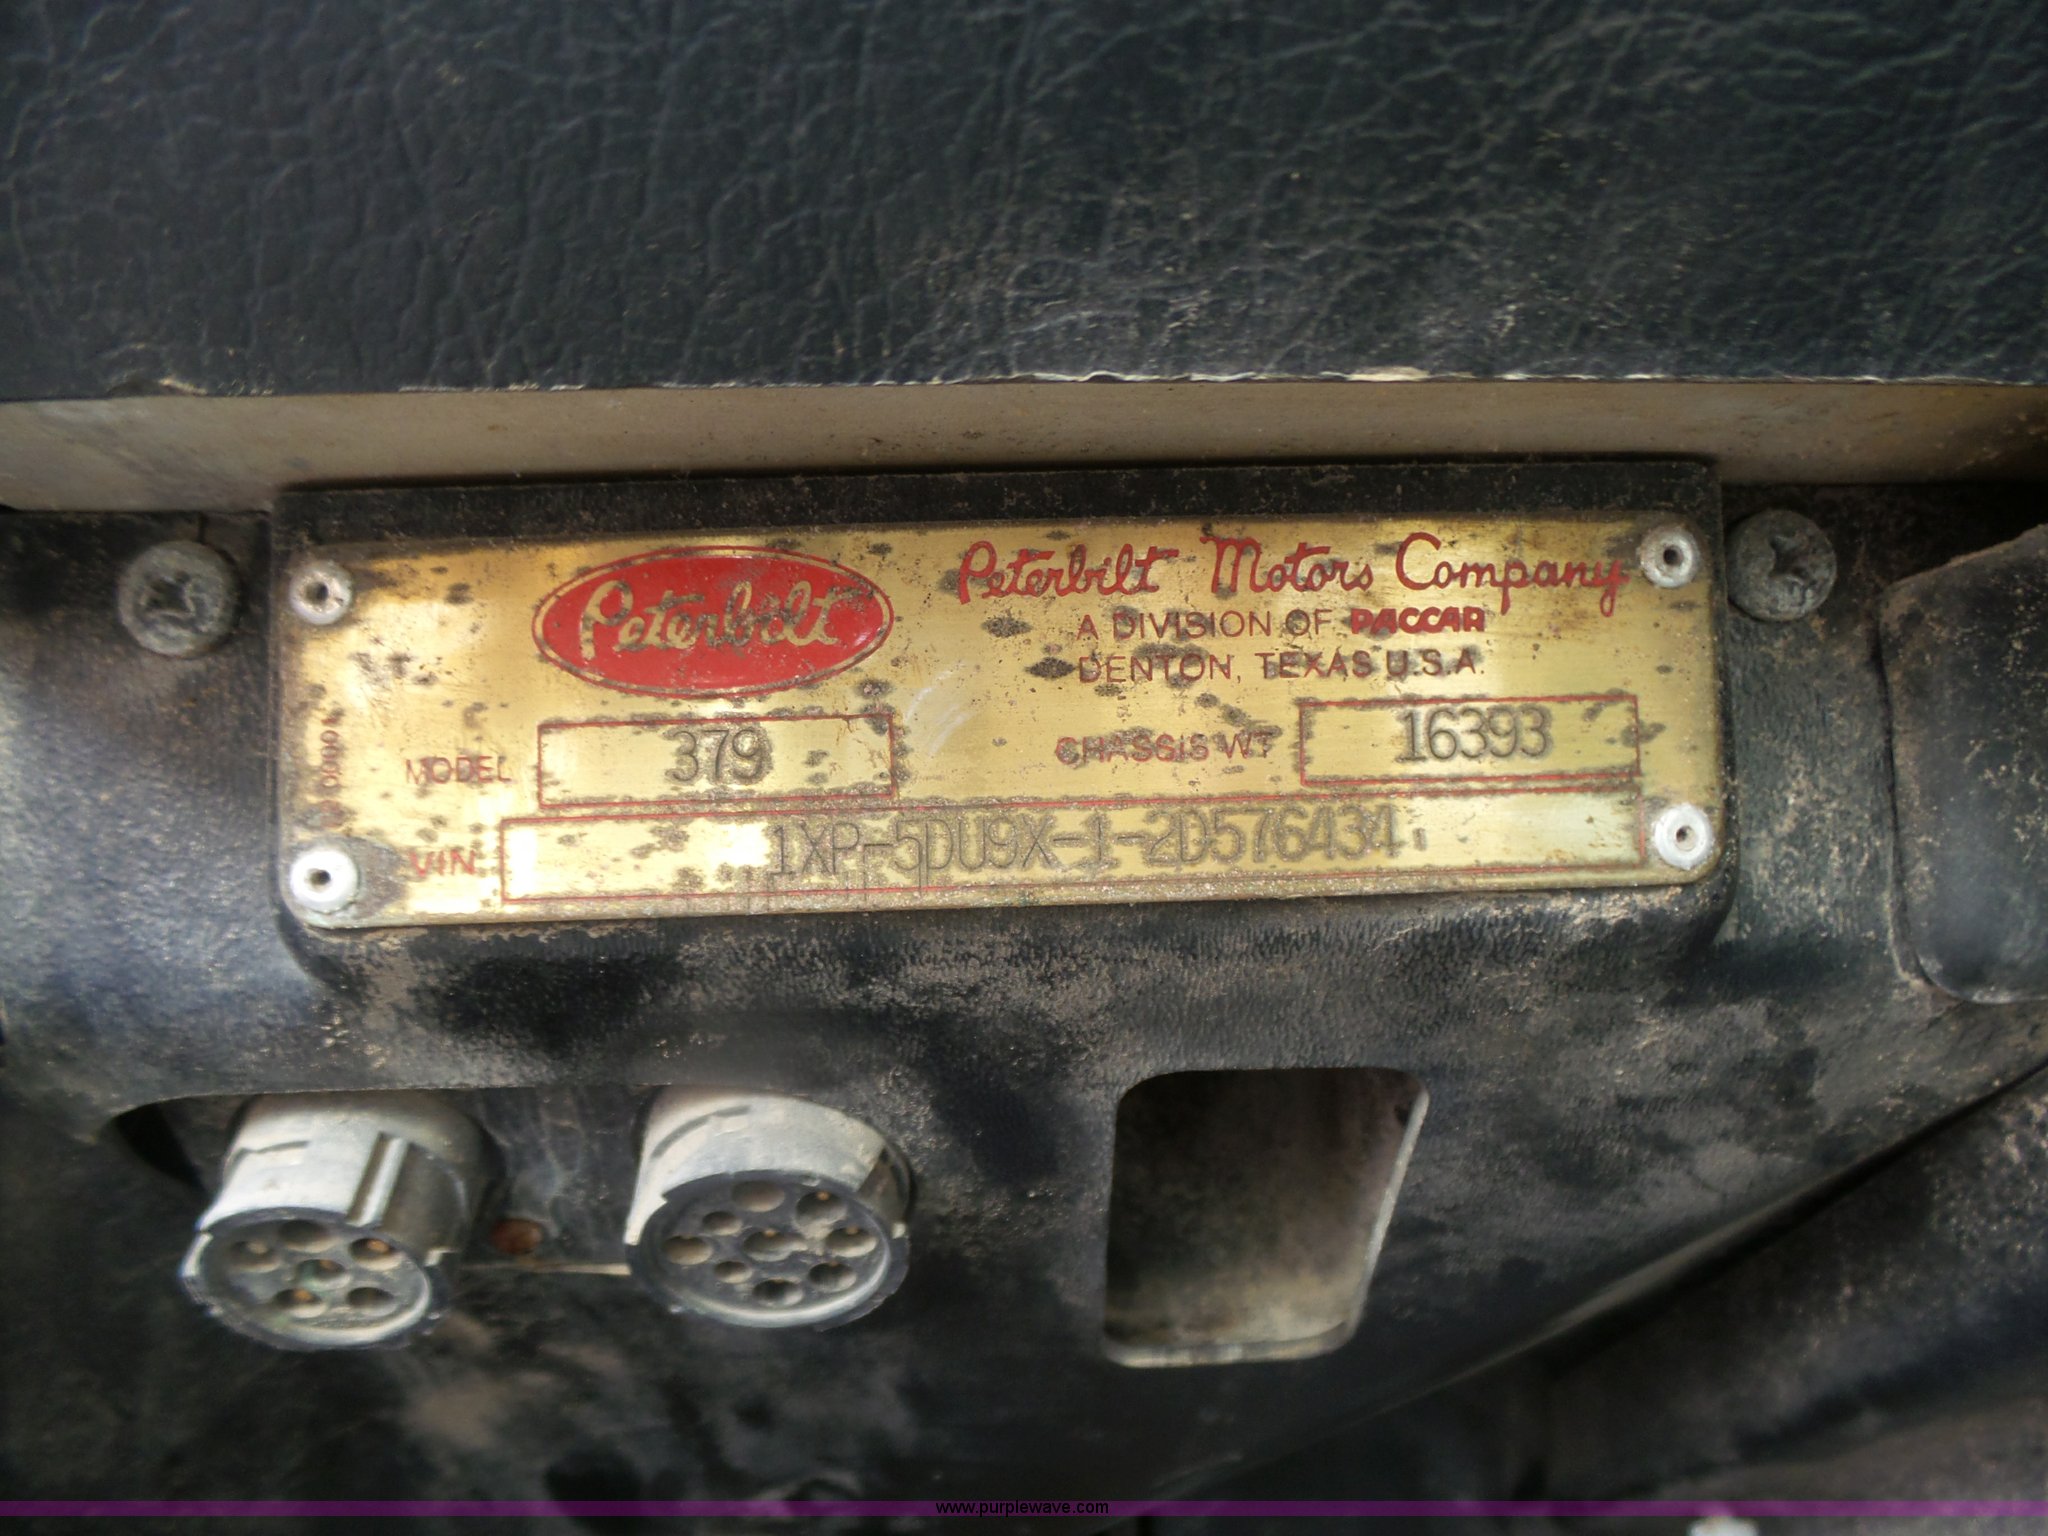 Peterbilt
Peterbilt Motors Company
A DIVISION OF PACCAR
DENTON, TEXAS U.S.A.
MODEL 379
CHASSIS WT 16393
VIN 1XP-5DU9X-1-2D576434
www.purplewave.com